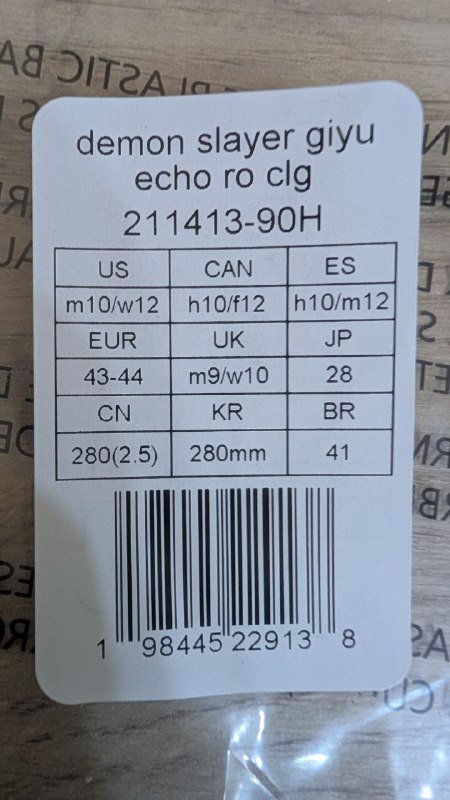 demon slayer giyu
echo ro clg
211413-90H
US CAN ES
m10/w12 h10/f12 h10/m12
EUR UK JP
43-44 m9/w10 28
CN KR BR
280(2.5) 280mm 41
1 98445 22913 8